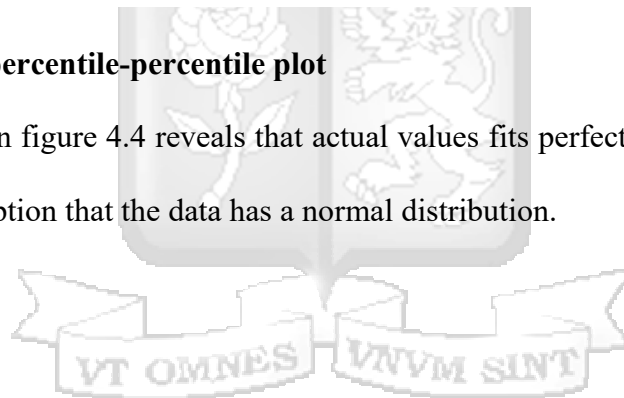 percentile-percentile plot
n figure 4.4 reveals that actual values fits perfect
ption that the data has a normal distribution.
VT OMNES VNVM SINT